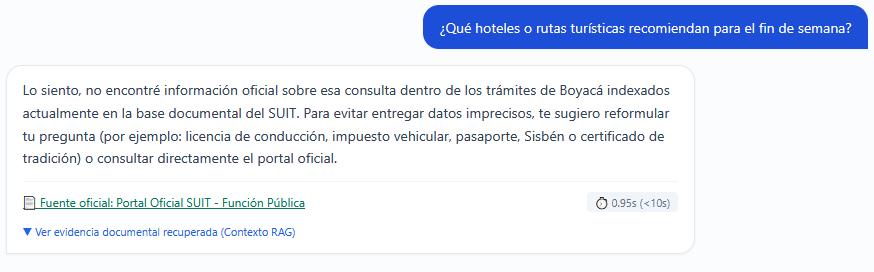 ¿Qué hoteles o rutas turísticas recomiendan para el fin de semana?
Lo siento, no encontré información oficial sobre esa consulta dentro de los trámites de Boyacá indexados
actualmente en la base documental del SUIT. Para evitar entregar datos imprecisos, te sugiero reformular
tu pregunta (por ejemplo: licencia de conducción, impuesto vehicular, pasaporte, Sisbén o certificado de
tradición) o consultar directamente el portal oficial.
Fuente oficial: Portal Oficial SUIT - Función Pública
0.95s (<10s)
▼ Ver evidencia documental recuperada (Contexto RAG)